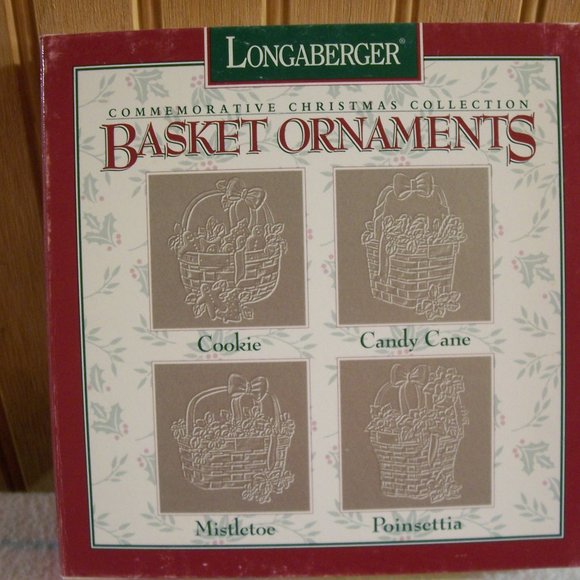 LONGABERGER®
COMMEMORATIVE CHRISTMAS COLLECTION
BASKET ORNAMENTS
Cookie
Candy Cane
Mistletoe
Poinsettia